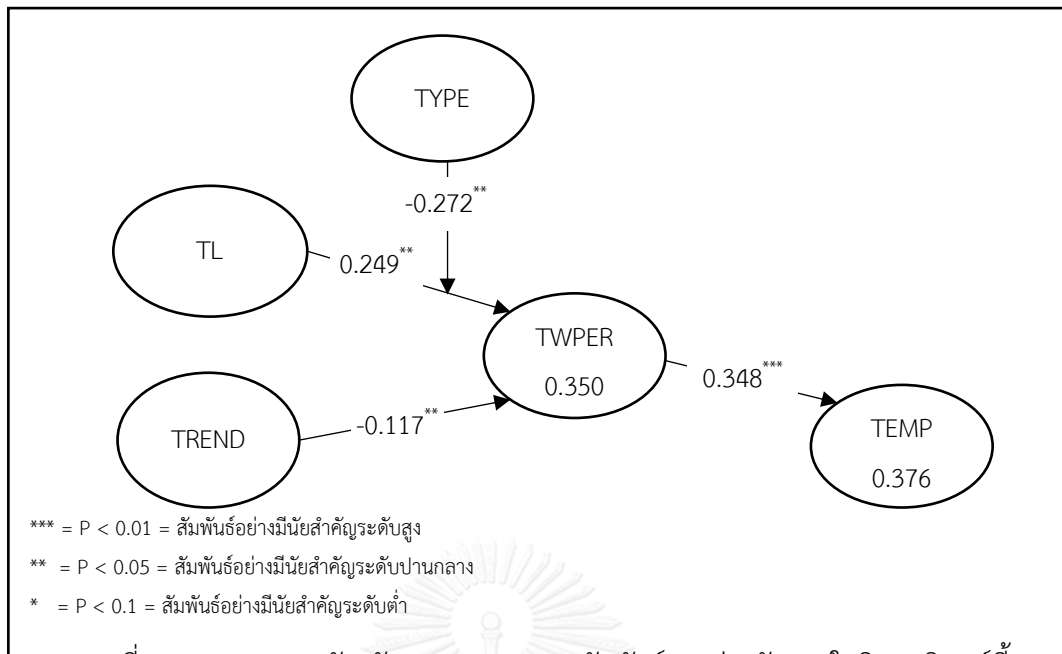 TYPE
-0.272**
TL
0.249**
TWPER
0.350
0.348***
TREND
-0.117**
TEMP
0.376
*** = P < 0.01 = สัมพันธ์อย่างมีนัยสำคัญระดับสูง
** = P < 0.05 = สัมพันธ์อย่างมีนัยสำคัญระดับปานกลาง
* = P < 0.1 = สัมพันธ์อย่างมีนัยสำคัญระดับต่ำ